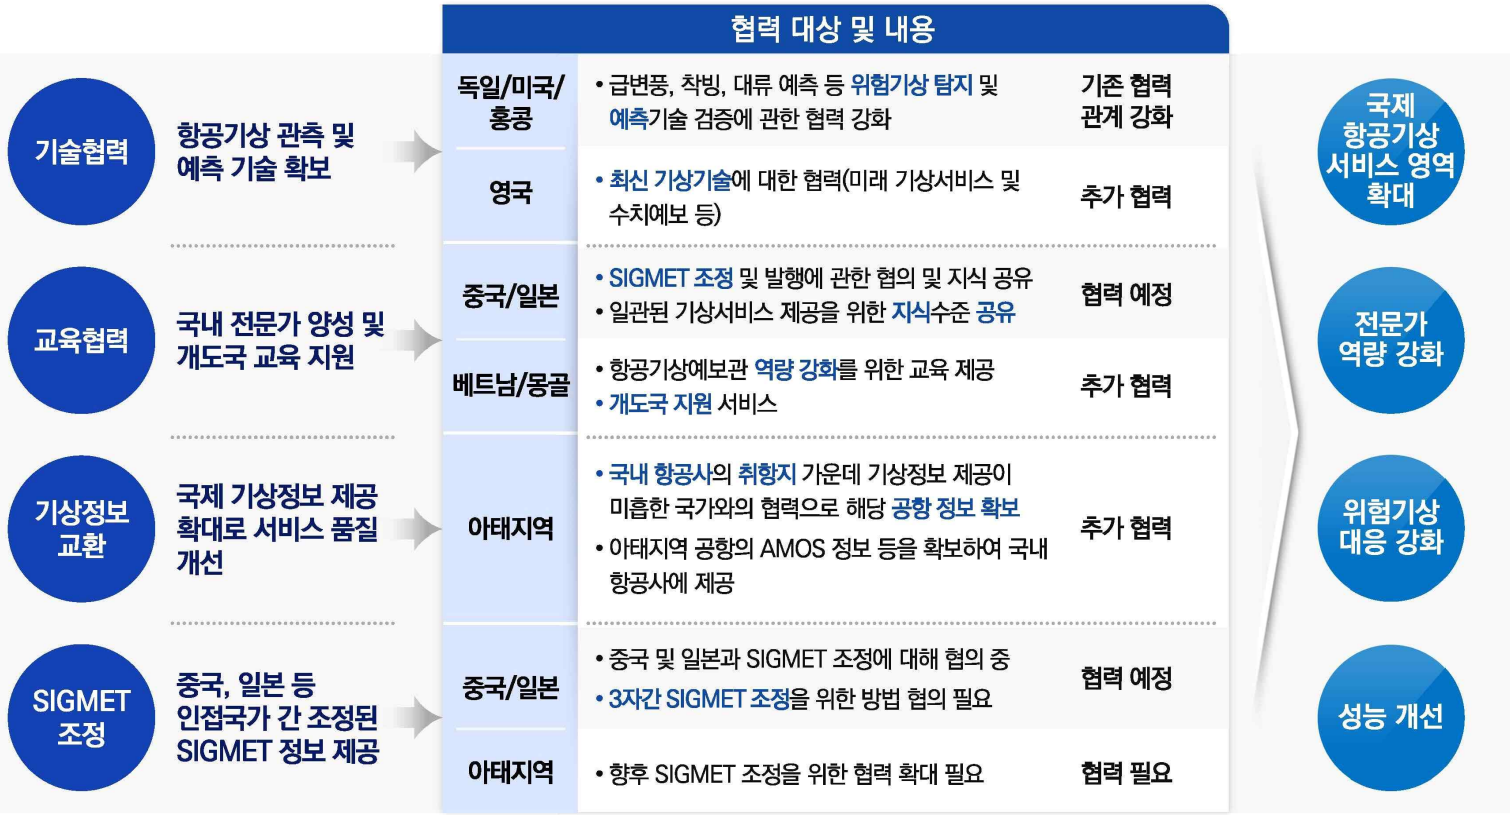 협력 대상 및 내용
기술협력
항공기상 관측 및
예측 기술 확보
독일/미국/
홍콩
• 급변풍, 착빙, 대류 예측 등 위험기상 탐지 및
예측기술 검증에 관한 협력 강화
기존 협력
관계 강화
영국
• 최신 기상기술에 대한 협력(미래 기상서비스 및
수치예보 등)
추가 협력
교육협력
국내 전문가 양성 및
개도국 교육 지원
중국/일본
• SIGMET 조정 및 발행에 관한 협의 및 지식 공유
• 일관된 기상서비스 제공을 위한 지식수준 공유
협력 예정
베트남/몽골
• 항공기상예보관 역량 강화를 위한 교육 제공
• 개도국 지원 서비스
추가 협력
기상정보
교환
국제 기상정보 제공
확대로 서비스 품질
개선
아태지역
• 국내 항공사의 취항지 가운데 기상정보 제공이
미흡한 국가와의 협력으로 해당 공항 정보 확보
• 아태지역 공항의 AMOS 정보 등을 확보하여 국내
항공사에 제공
추가 협력
SIGMET
조정
중국, 일본 등
인접국가 간 조정된
SIGMET 정보 제공
중국/일본
• 중국 및 일본과 SIGMET 조정에 대해 협의 중
• 3자간 SIGMET 조정을 위한 방법 협의 필요
협력 예정
아태지역
• 향후 SIGMET 조정을 위한 협력 확대 필요
협력 필요
국제
항공기상
서비스 영역
확대
전문가
역량 강화
위험기상
대응 강화
성능 개선